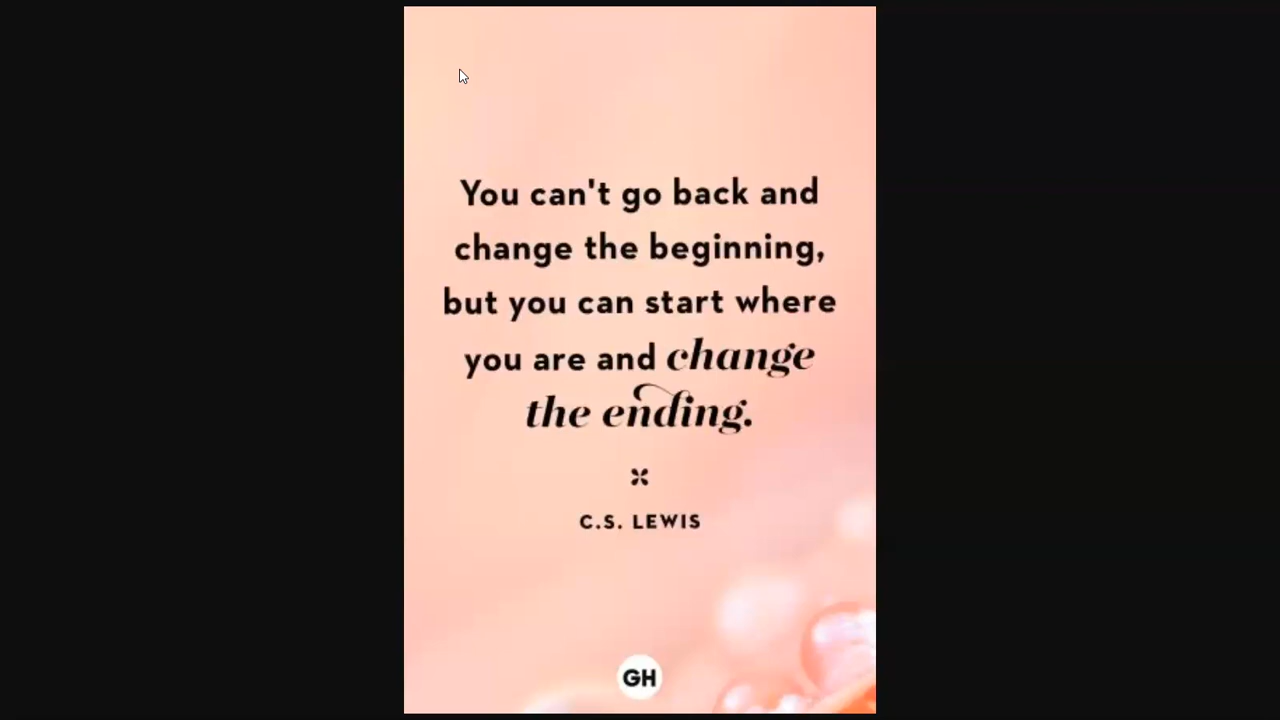 You can't go back and
change the beginning,
but you can start where
you are and change
the ending.
C.S. LEWIS
GH